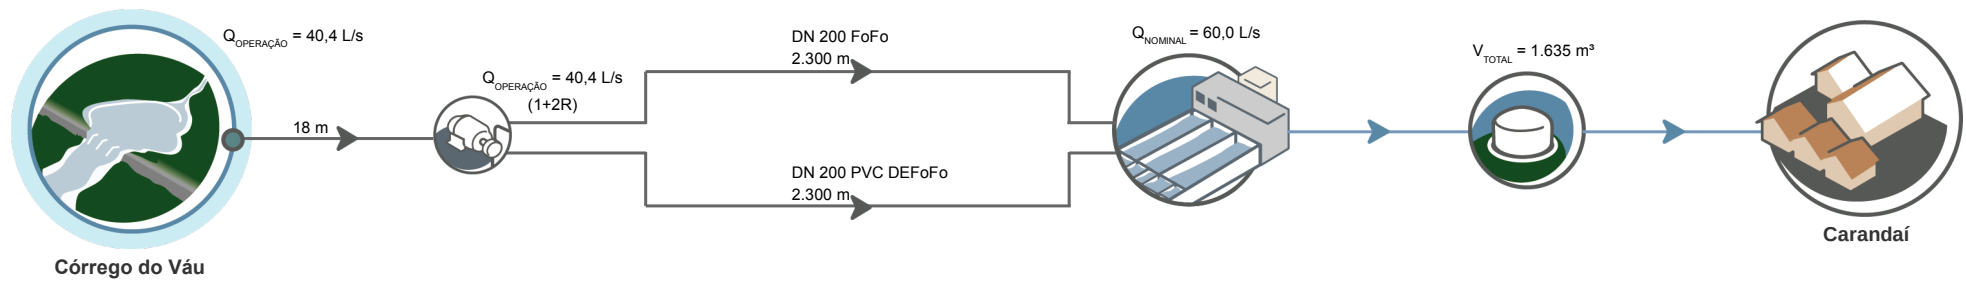 Q OPERAÇÃO = 40,4 L/s
18 m
Q OPERAÇÃO = 40,4 L/s
(1+2R)
DN 200 FoFo
2.300 m
DN 200 PVC DEFoFo
2.300 m
Q NOMINAL = 60,0 L/s
V TOTAL = 1.635 m³
Córrego do Váu
Carandaí